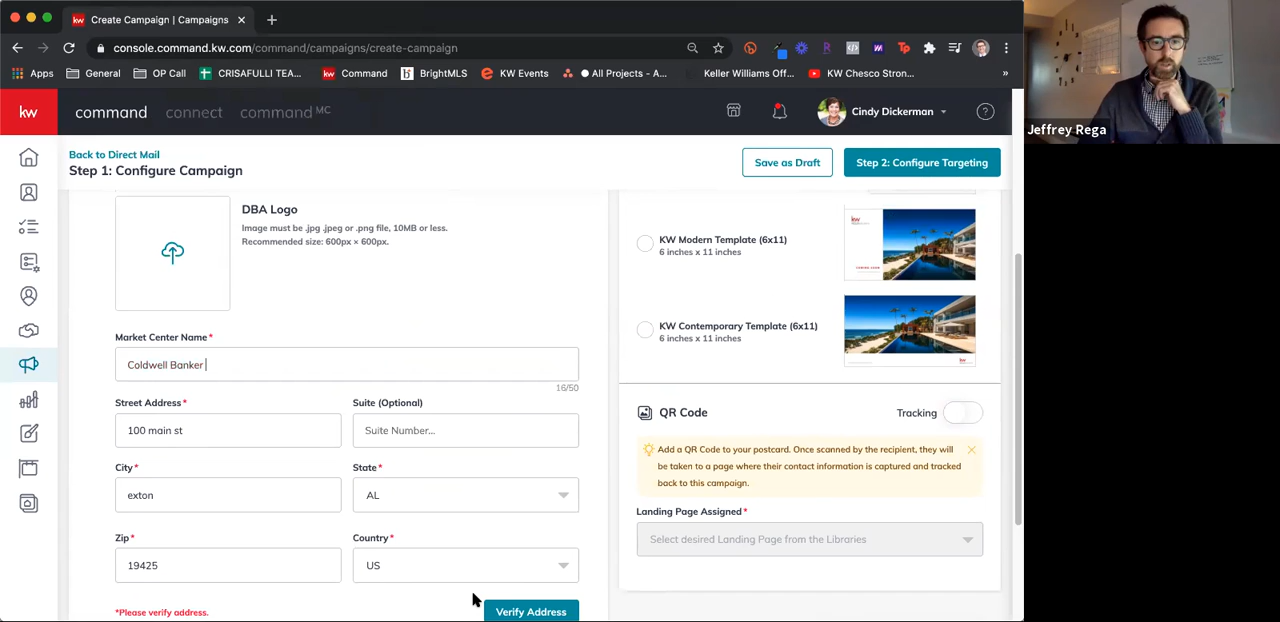 Create Campaign | Campaigns
console.command.kw.com/command/campaigns/create-campaign
Apps
General
OP Call
CRISAFULLI TEA...
kw
Command
BrightMLS
KW Events
All Projects - A...
Keller Williams Off...
KW Chesco Stron...
»
Jeffrey Rega
kw
command
connect
command MC
Cindy Dickerman
Back to Direct Mail
Step 1: Configure Campaign
Save as Draft
Step 2: Configure Targeting
DBA Logo
Image must be .jpg .jpeg or .png file, 10MB or less.
Recommended size: 600px × 600px.
Market Center Name*
Coldwell Banker
16/50
Street Address*
Suite (Optional)
100 main st
Suite Number...
City*
State*
exton
AL
Zip*
Country*
19425
US
*Please verify address.
Verify Address
KW Modern Template (6x11)
6 inches x 11 inches
KW Contemporary Template (6x11)
6 inches x 11 inches
QR Code
Tracking
Add a QR Code to your postcard. Once scanned by the recipient, they will
be taken to a page where their contact information is captured and tracked
back to this campaign.
Landing Page Assigned*
Select desired Landing Page from the Libraries